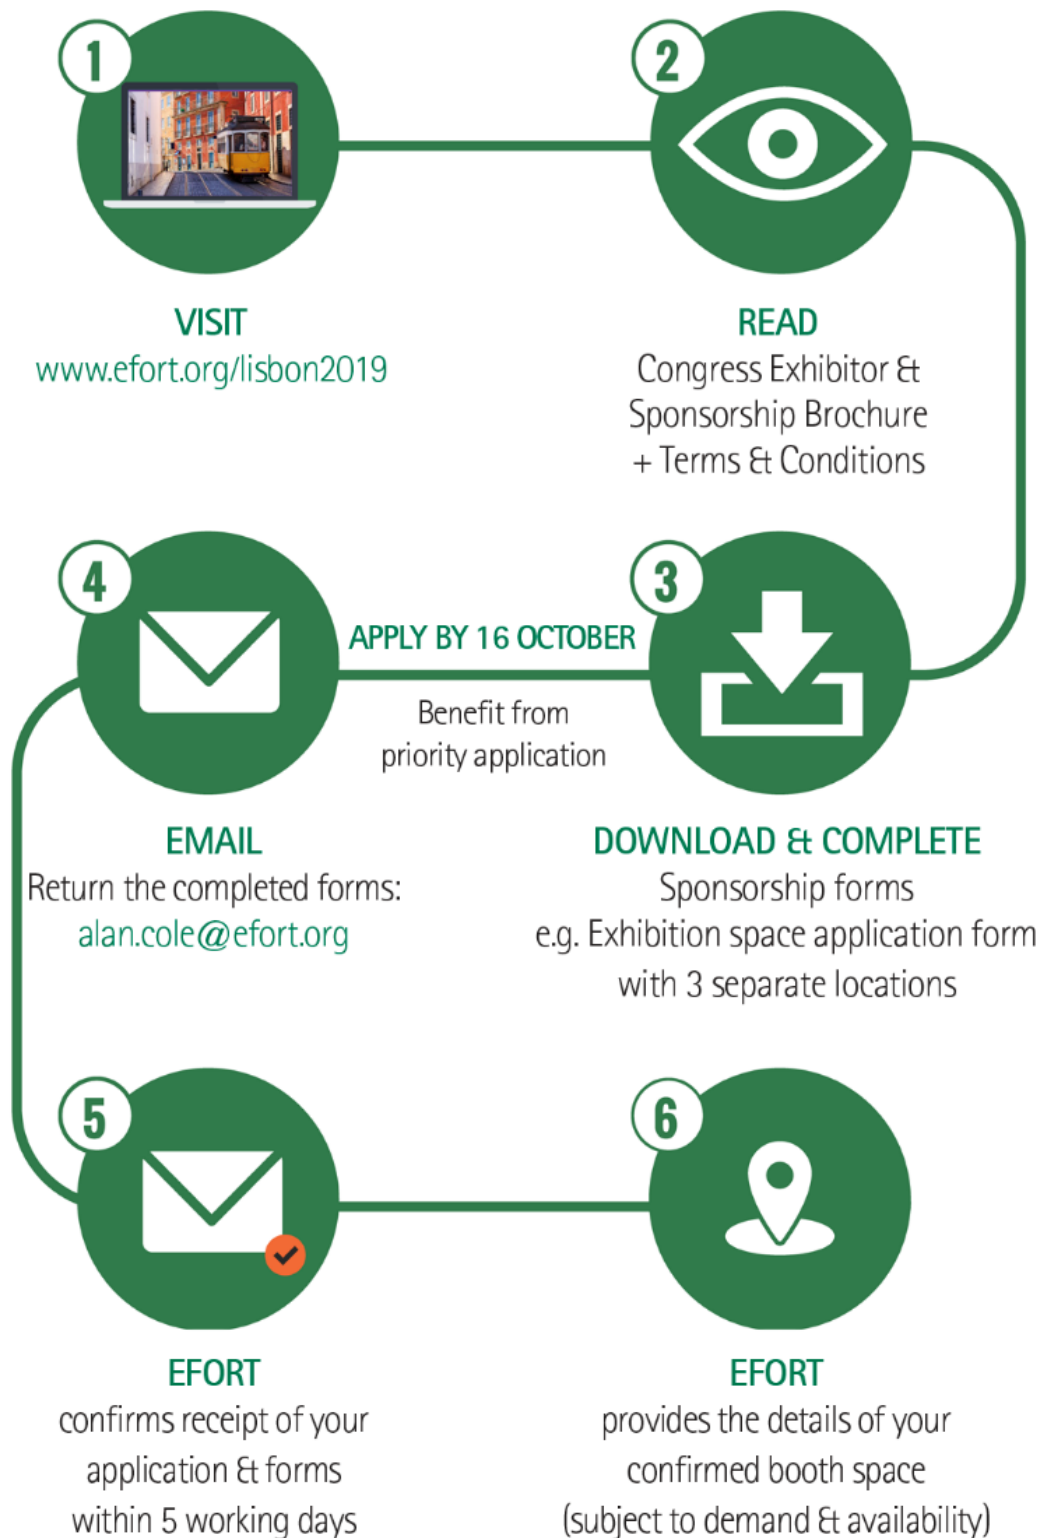 1
VISIT
www.efort.org/lisbon2019
2
READ
Congress Exhibitor &
Sponsorship Brochure
+ Terms & Conditions
3
DOWNLOAD & COMPLETE
Sponsorship forms
e.g. Exhibition space application form
with 3 separate locations
APPLY BY 16 OCTOBER
Benefit from
priority application
4
EMAIL
Return the completed forms:
alan.cole@efort.org
5
EFORT
confirms receipt of your
application & forms
within 5 working days
6
EFORT
provides the details of your
confirmed booth space
(subject to demand & availability)